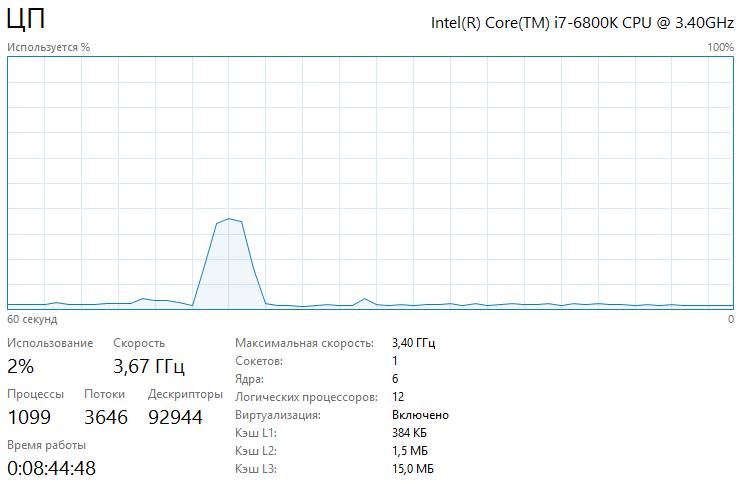 ЦП Intel(R) Core(TM) i7-6800K CPU @ 3.40GHz
Используется % 100%
60 секунд 0
Использование Скорость
2% 3,67 ГГц
Процессы Потоки Дескрипторы
1099 3646 92944
Время работы
0:08:44:48
Максимальная скорость: 3,40 ГГц
Сокетов: 1
Ядра: 6
Логических процессоров: 12
Виртуализация: Включено
Кэш L1: 384 КБ
Кэш L2: 1,5 МБ
Кэш L3: 15,0 МБ